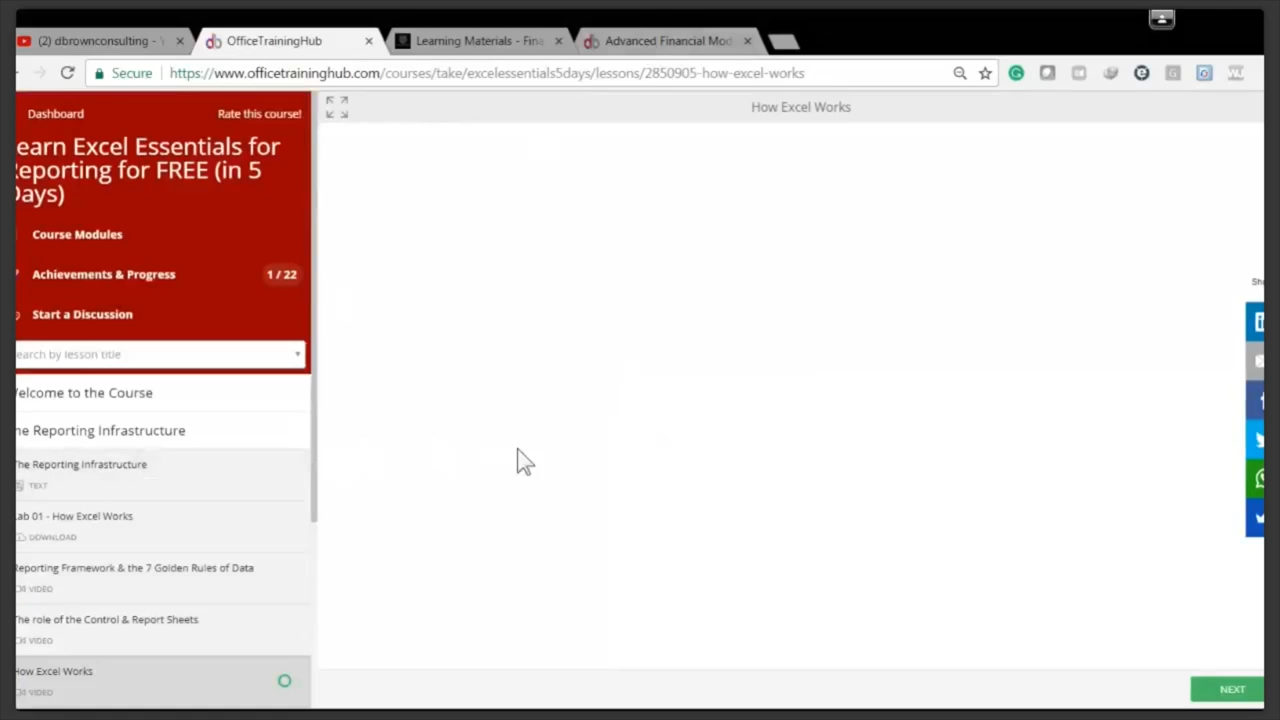 (2) dbrownconsulting -
OfficeTrainingHub
Learning Materials - Fina
Advanced Financial Mod
Secure
https://www.officetraininghub.com/courses/take/excelessentials5days/lessons/2850905-how-excel-works
Dashboard
Rate this course!
How Excel Works
earn Excel Essentials for
eporting for FREE (in 5
Days)
Course Modules
Achievements & Progress
1 / 22
Start a Discussion
earch by lesson title
Welcome to the Course
he Reporting Infrastructure
The Reporting Infrastructure
TEXT
Lab 01 - How Excel Works
DOWNLOAD
Reporting Framework & the 7 Golden Rules of Data
VIDEO
The role of the Control & Report Sheets
VIDEO
How Excel Works
VIDEO
Sh
NEXT